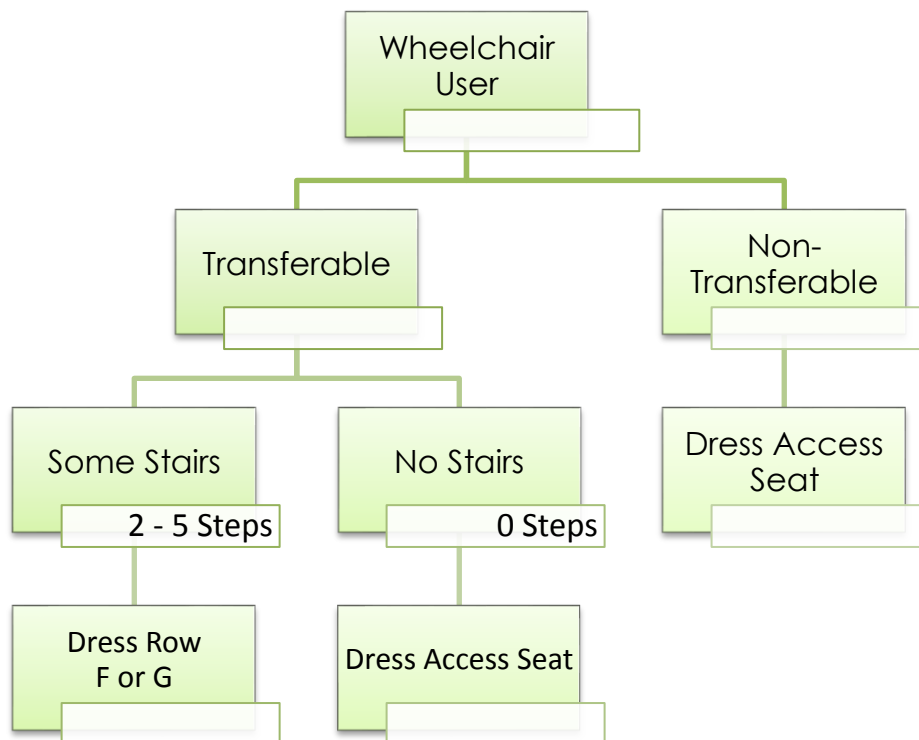 Wheelchair
User
Transferable
Non-
Transferable
Some Stairs
2 - 5 Steps
No Stairs
0 Steps
Dress Access
Seat
Dress Row
F or G
Dress Access Seat